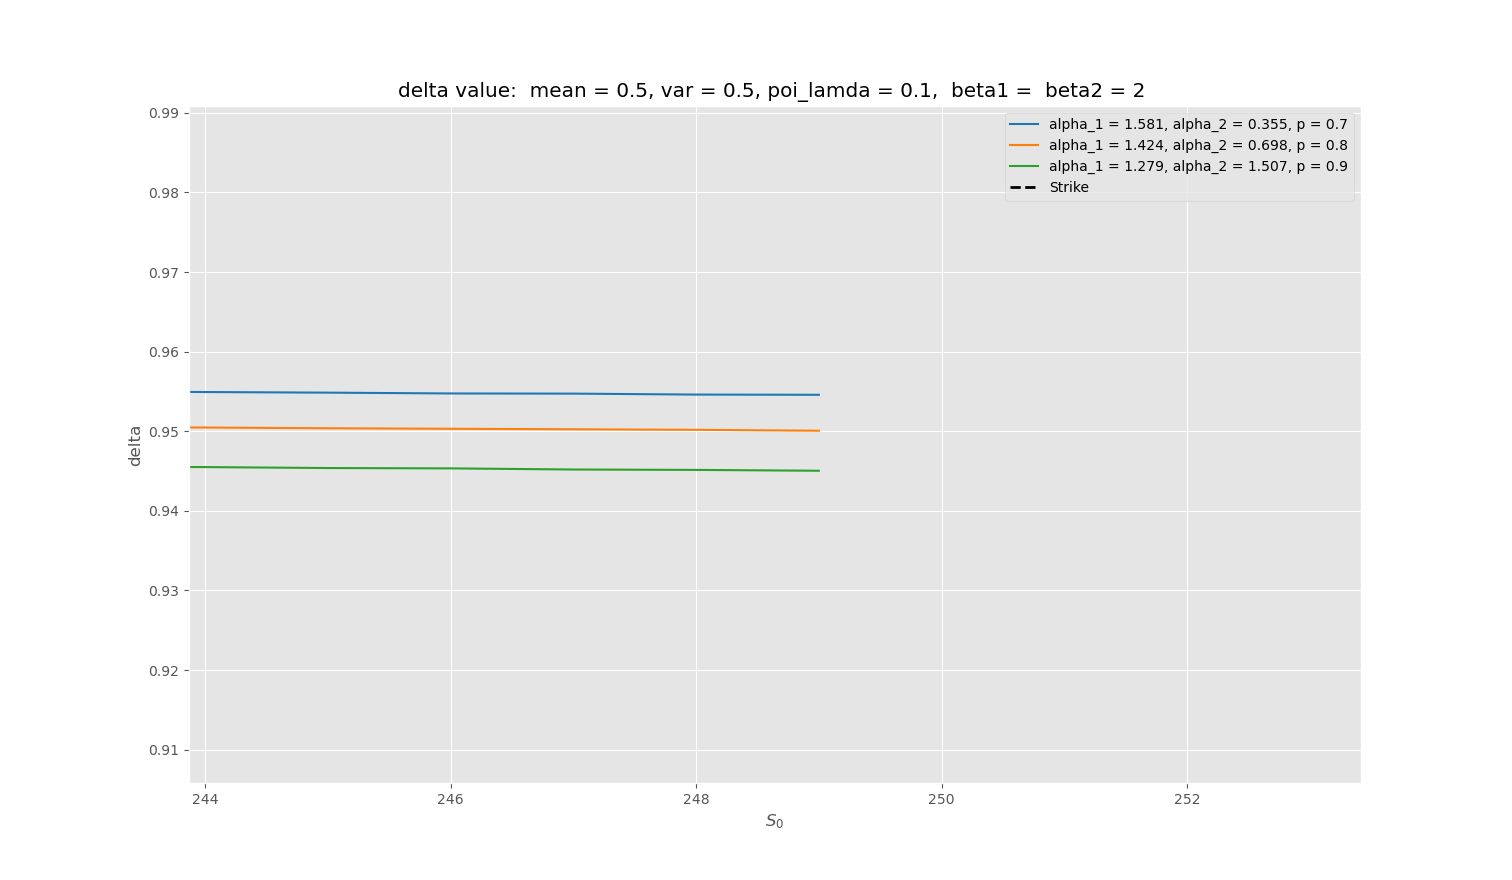 delta value:  mean = 0.5, var = 0.5, poi_lamda = 0.1,  beta1 =  beta2 = 2
alpha_1 = 1.581, alpha_2 = 0.355, p = 0.7
alpha_1 = 1.424, alpha_2 = 0.698, p = 0.8
alpha_1 = 1.279, alpha_2 = 1.507, p = 0.9
Strike
0.99
0.98
0.97
0.96
0.95
0.94
0.93
0.92
0.91
delta
244 246 248 250 252
S₀